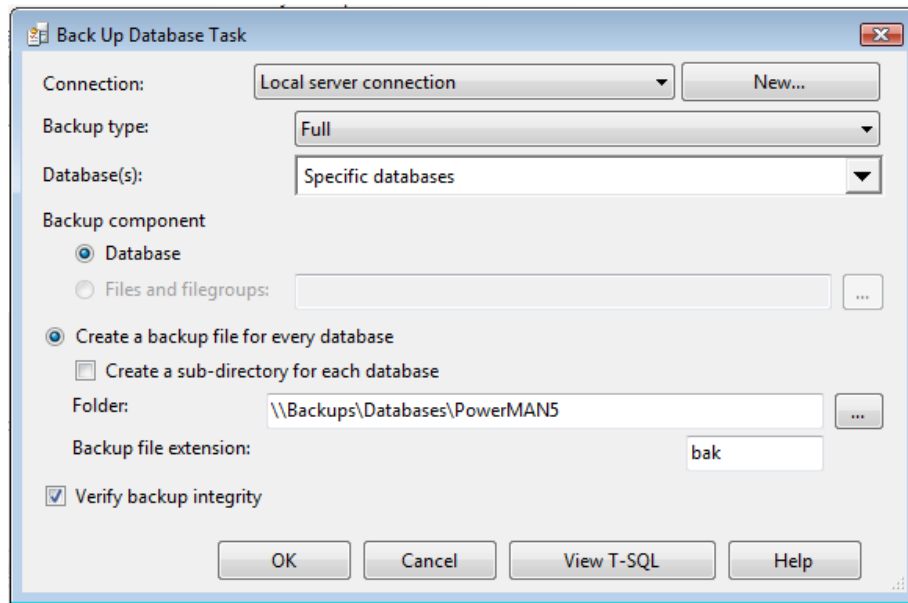 Back Up Database Task
Connection: Local server connection New...
Backup type: Full
Database(s): Specific databases
Backup component
Database
Files and filegroups: ...
Create a backup file for every database
Create a sub-directory for each database
Folder: \\Backups\Databases\PowerMAN5 ...
Backup file extension: bak
Verify backup integrity
OK Cancel View T-SQL Help